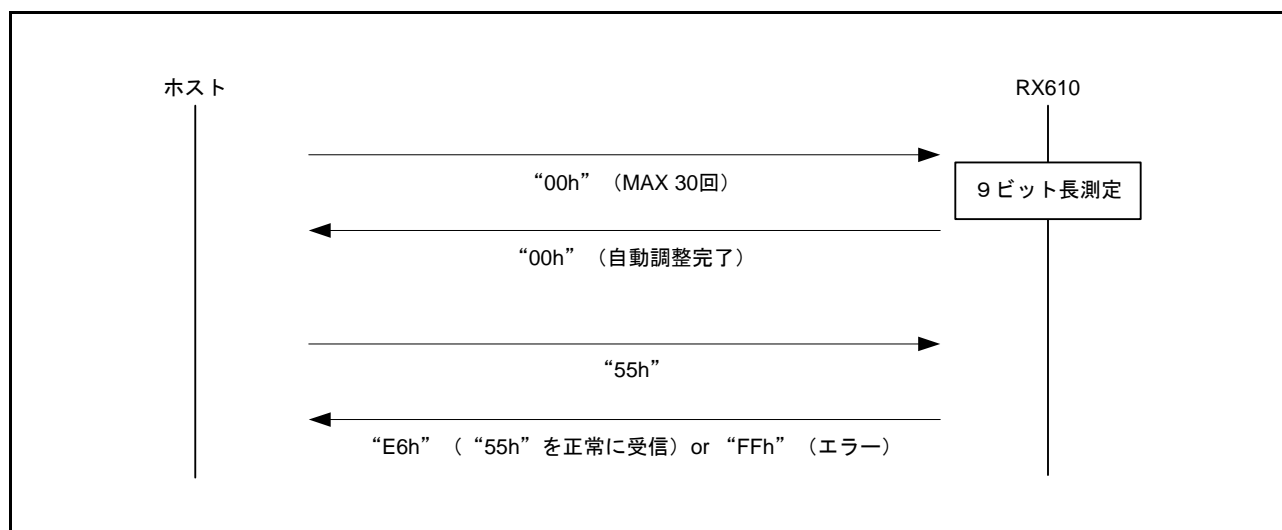 ホスト
RX610
“00h” （MAX 30回）
９ビット長測定
“00h” （自動調整完了）
“55h”
“E6h” （“55h”を正常に受信）or “FFh” （エラー）